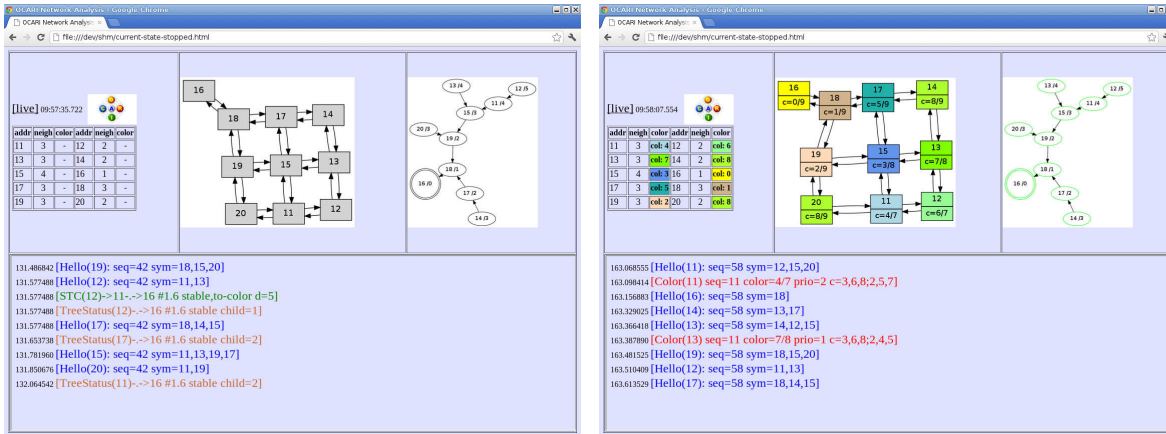 OCARI Network Analysis - Google Chrome
OCARI Network Analysis ×
file:///dev/shm/current-state-stopped.html
[live] 09:57:35.722
C A R
I
addr neigh color addr neigh color
11 3 - 12 2 -
13 3 - 14 2 -
15 4 - 16 1 -
17 3 - 18 3 -
19 3 - 20 2 -
16
18 17 14
19 15 13
20 11 12
13 /4 12 /5
11 /4
15 /3
20 /3
19 /2
18 /1
16 /0
17 /2
14 /3
131.486842 [Hello(19): seq=42 sym=18,15,20]
131.577488 [Hello(12): seq=42 sym=11,13]
131.577488 [STC(12)->11-.->16 #1.6 stable,to-color d=5]
131.577488 [TreeStatus(12)-.->16 #1.6 stable child=1]
131.577488 [Hello(17): seq=42 sym=18,14,15]
131.653738 [TreeStatus(17)-.->16 #1.6 stable child=2]
131.781960 [Hello(15): seq=42 sym=11,13,19,17]
131.850676 [Hello(20): seq=42 sym=11,19]
132.064542 [TreeStatus(11)-.->16 #1.6 stable child=2]
OCARI Network Analysis - Google Chrome
OCARI Network Analysis ×
file:///dev/shm/current-state-stopped.html
[live] 09:58:07.554
C A R
I
addr neigh color addr neigh color
11 3 col: 4 12 2 col: 6
13 3 col: 7 14 2 col: 8
15 4 col: 3 16 1 col: 0
17 3 col: 5 18 3 col: 1
19 3 col: 2 20 2 col: 8
16 18 17 14
c=0/9 c=1/9 c=5/9 c=8/9
19 15 13
c=2/9 c=3/8 c=7/8
20 11 12
c=8/9 c=4/7 c=6/7
13 /4 12 /5
11 /4
15 /3
20 /3
19 /2
18 /1
16 /0
17 /2
14 /3
163.068555 [Hello(11): seq=58 sym=12,15,20]
163.098414 [Color(11) seq=11 color=4/7 prio=2 c=3,6,8;2,5,7]
163.156883 [Hello(16): seq=58 sym=18]
163.329025 [Hello(14): seq=58 sym=13,17]
163.366418 [Hello(13): seq=58 sym=14,12,15]
163.387890 [Color(13) seq=11 color=7/8 prio=1 c=3,6,8;2,4,5]
163.481525 [Hello(19): seq=58 sym=18,15,20]
163.510409 [Hello(12): seq=58 sym=11,13]
163.613529 [Hello(17): seq=58 sym=18,14,15]